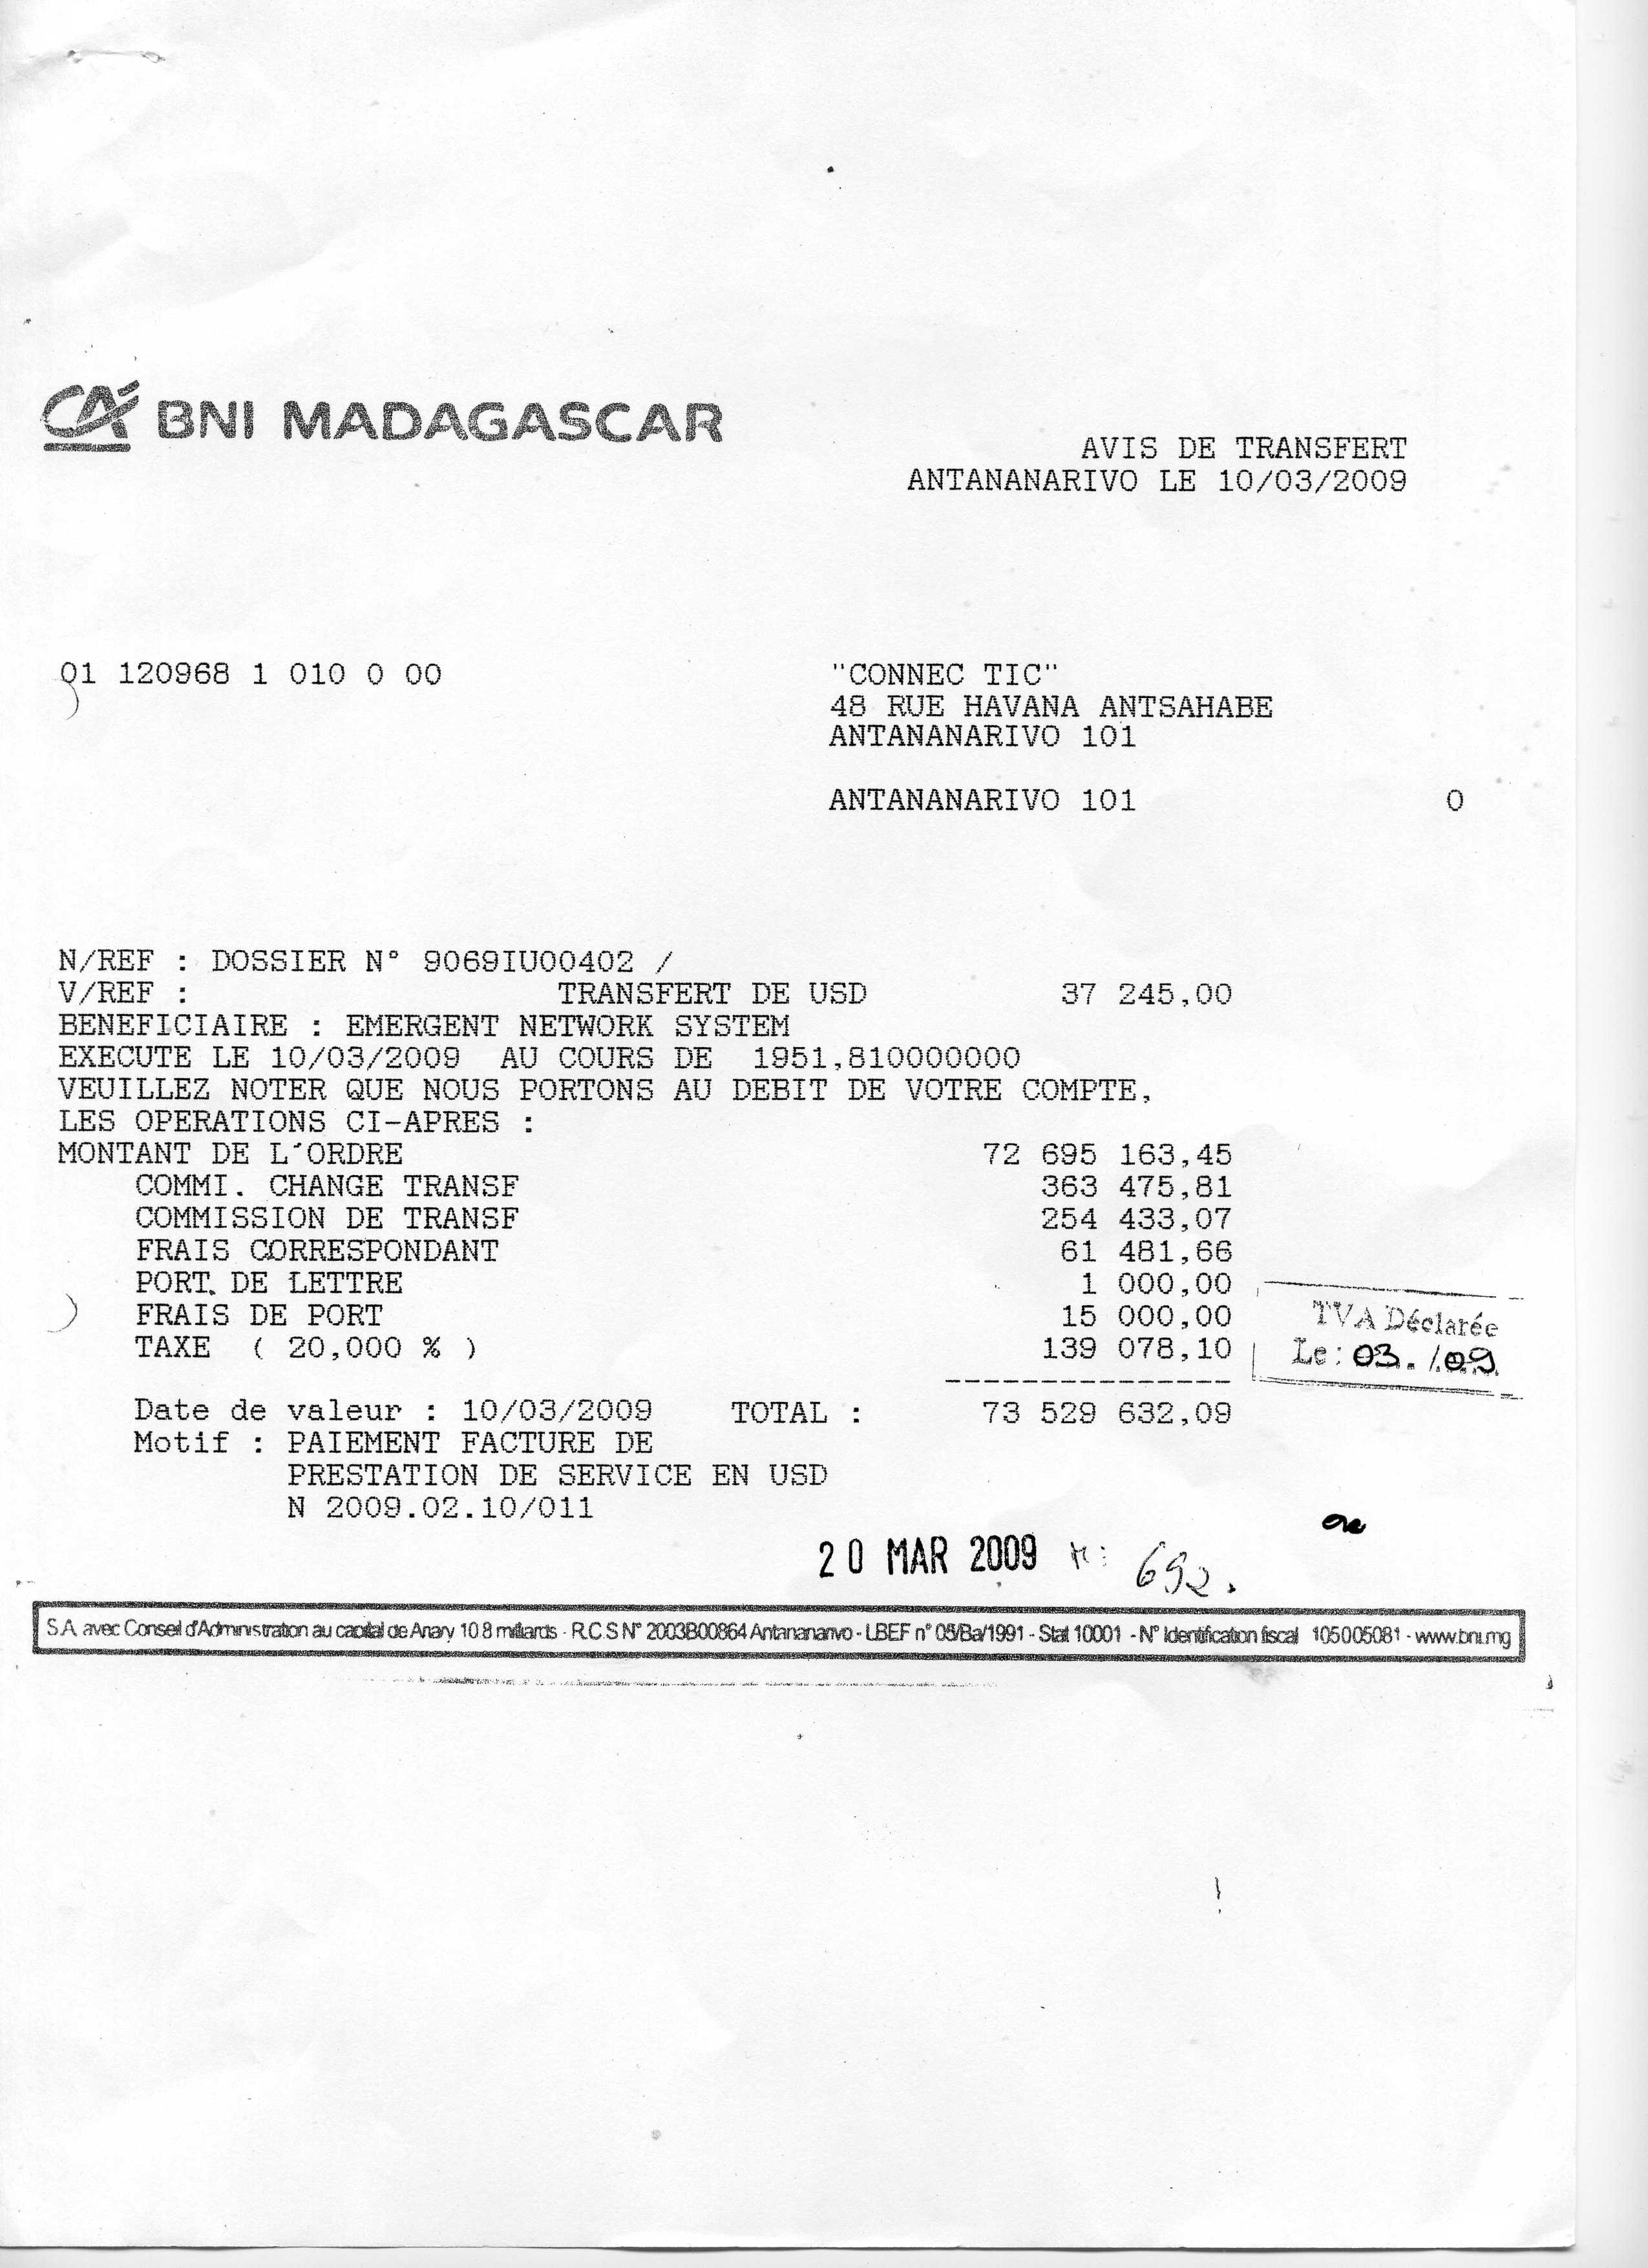 CA BNI MADAGASCAR
AVIS DE TRANSFERT
ANTANANARIVO LE 10/03/2009
01 120968 1 010 0 00 "CONNEC TIC"
48 RUE HAVANA ANTSAHABE
ANTANANARIVO 101
ANTANANARIVO 101 0
N/REF : DOSSIER N° 9069IU00402 /
V/REF : TRANSFERT DE USD 37 245,00
BENEFICIAIRE : EMERGENT NETWORK SYSTEM
EXECUTE LE 10/03/2009 AU COURS DE 1951,810000000
VEUILLEZ NOTER QUE NOUS PORTONS AU DEBIT DE VOTRE COMPTE,
LES OPERATIONS CI-APRES :
MONTANT DE L´ORDRE 72 695 163,45
COMMI. CHANGE TRANSF 363 475,81
COMMISSION DE TRANSF 254 433,07
FRAIS CORRESPONDANT 61 481,66
PORT. DE LETTRE 1 000,00
FRAIS DE PORT 15 000,00
TAXE ( 20,000 % ) 139 078,10
TVA Déclarée
Le : 03. / 09
---------------
Date de valeur : 10/03/2009 TOTAL : 73 529 632,09
Motif : PAIEMENT FACTURE DE
PRESTATION DE SERVICE EN USD
N 2009.02.10/011
20 MAR 2009 692.
S.A. avec Conseil d'Administration au capital de Ariary 10.8 milliards - R.C.S N° 2003B00864 Antananarivo - LBEF n° 05/Ba/1991 - Stat 10001 - N° Identification fiscal 105005081 - www.bni.mg